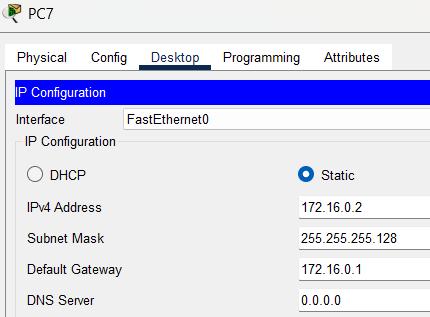 PC7
Physical Config Desktop Programming Attributes
IP Configuration
Interface FastEthernet0
IP Configuration
DHCP Static
IPv4 Address 172.16.0.2
Subnet Mask 255.255.255.128
Default Gateway 172.16.0.1
DNS Server 0.0.0.0